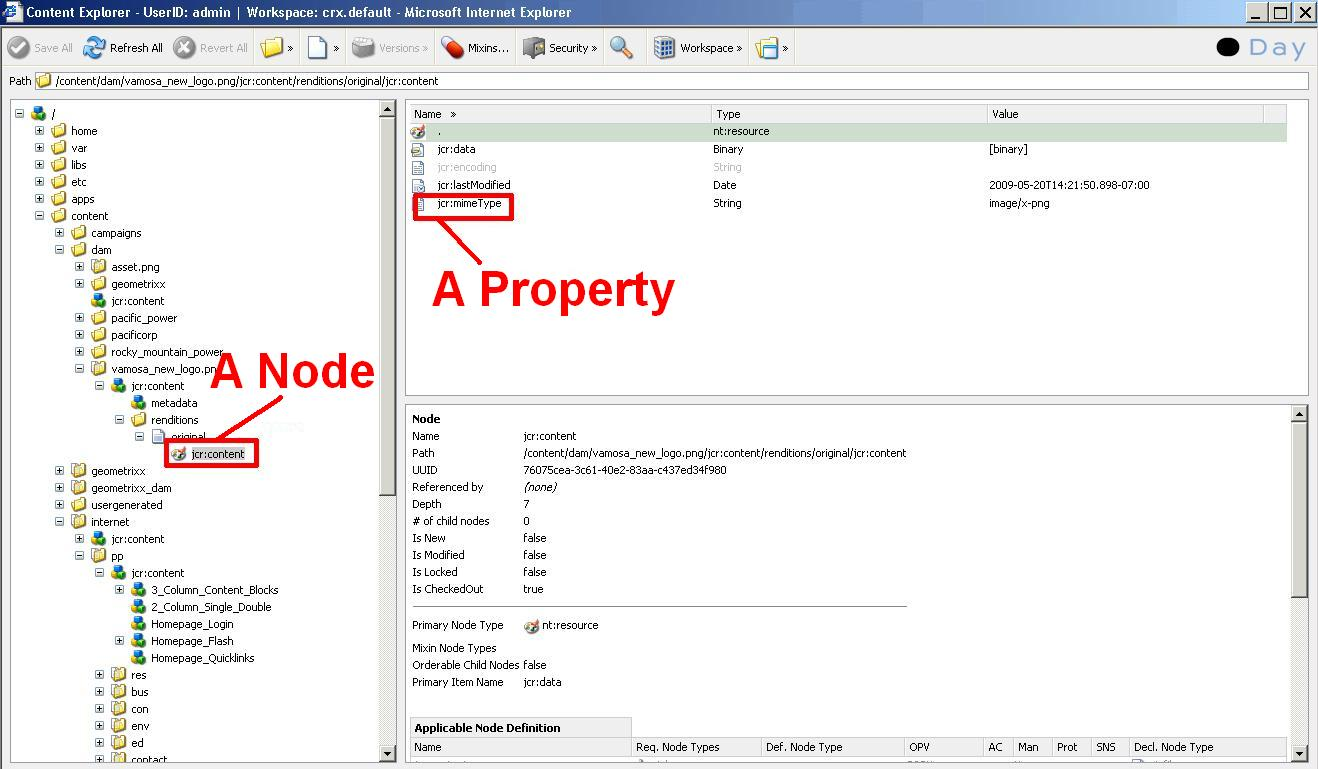 Content Explorer - UserID: admin | Workspace: crx.default - Microsoft Internet Explorer
Save All Refresh All Revert All » » Versions » Mixins... Security » Workspace » » Day
Path /content/dam/vamosa_new_logo.png/jcr:content/renditions/original/jcr:content
/
home
var
libs
etc
apps
content
campaigns
dam
asset.png
geometrixx
jcr:content
pacific_power
pacificorp
rocky_mountain_power
vamosa_new_logo.png
jcr:content
metadata
renditions
original
jcr:content
geometrixx
geometrixx_dam
usergenerated
internet
jcr:content
pp
jcr:content
3_Column_Content_Blocks
2_Column_Single_Double
Homepage_Login
Homepage_Flash
Homepage_Quicklinks
res
bus
con
env
ed
contact
A Node
Name » Type Value
. nt:resource
jcr:data Binary [binary]
jcr:encoding String
jcr:lastModified Date 2009-05-20T14:21:50.898-07:00
jcr:mimeType String image/x-png
A Property
Node
Name jcr:content
Path /content/dam/vamosa_new_logo.png/jcr:content/renditions/original/jcr:content
UUID 76075cea-3c61-40e2-83aa-c437ed34f980
Referenced by (none)
Depth 7
# of child nodes 0
Is New false
Is Modified false
Is Locked false
Is CheckedOut true
Primary Node Type nt:resource
Mixin Node Types
Orderable Child Nodes false
Primary Item Name jcr:data
Applicable Node Definition
Name Req. Node Types Def. Node Type OPV AC Man Prot SNS Decl. Node Type